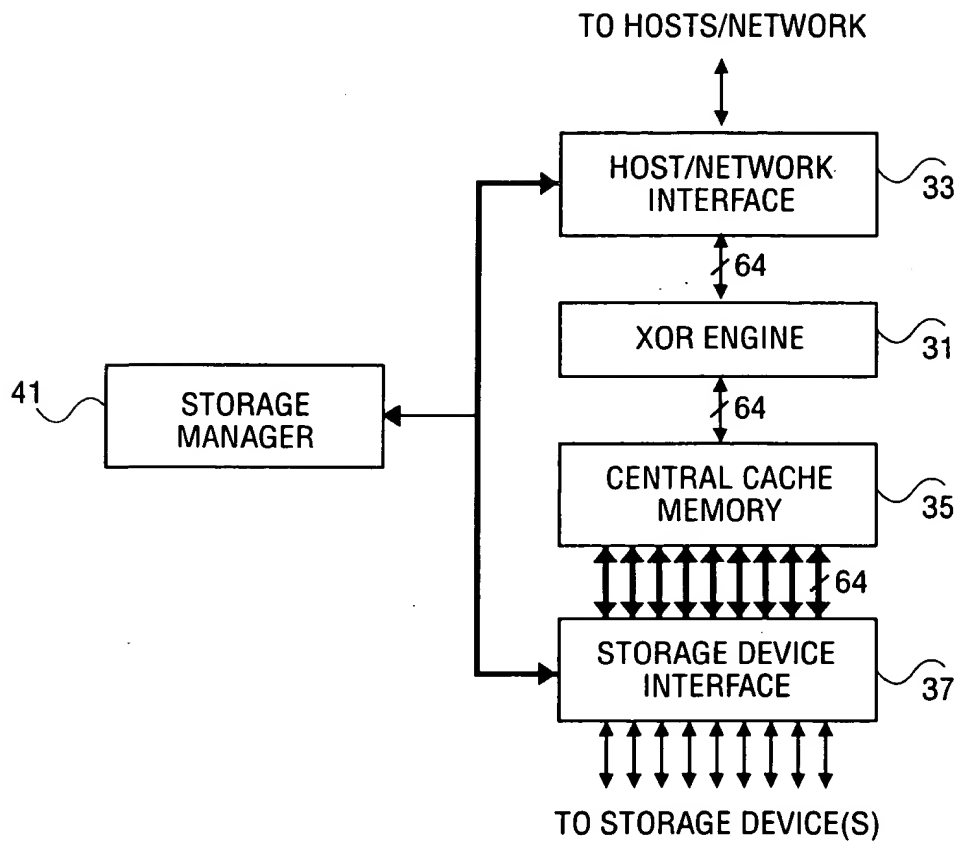 TO HOSTS/NETWORK
HOST/NETWORK
INTERFACE
33
64
XOR ENGINE
31
64
41
STORAGE
MANAGER
CENTRAL CACHE
MEMORY
35
64
STORAGE DEVICE
INTERFACE
37
TO STORAGE DEVICE(S)